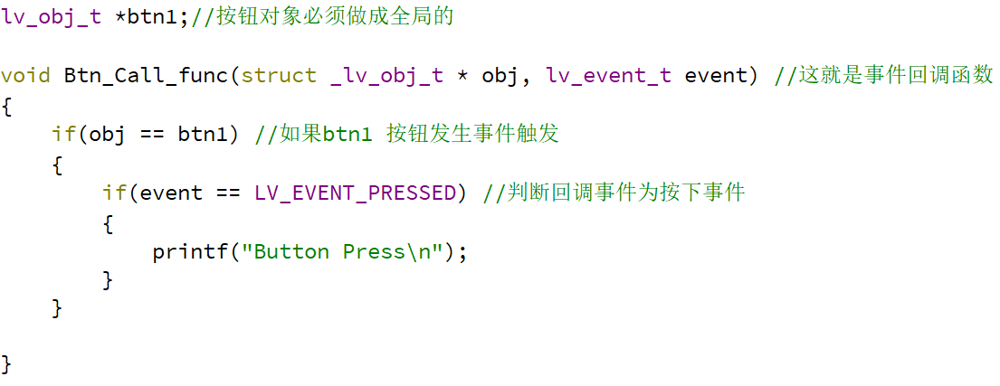 lv_obj_t *btn1;//按钮对象必须做成全局的
void Btn_Call_func(struct _lv_obj_t * obj, lv_event_t event) //这就是事件回调函数
{
    if(obj == btn1) //如果btn1 按钮发生事件触发
    {
        if(event == LV_EVENT_PRESSED) //判断回调事件为按下事件
        {
            printf("Button Press\n");
        }
    }
}